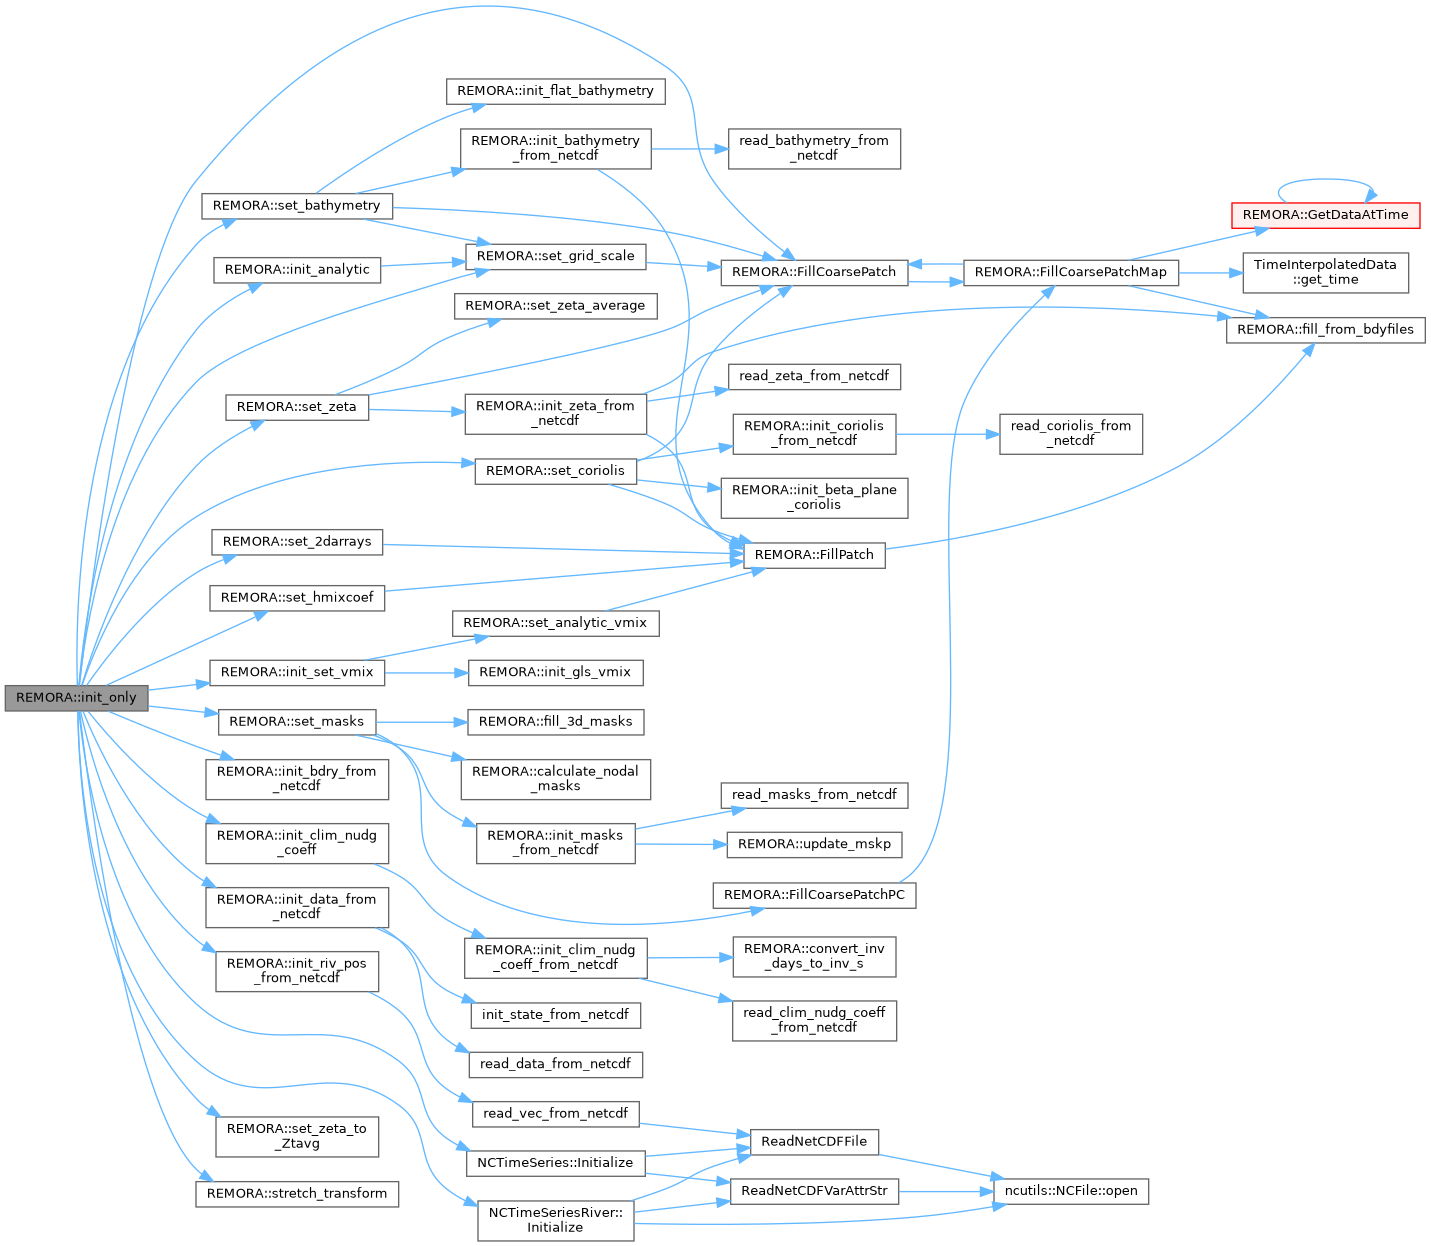 REMORA::init_only
REMORA::set_bathymetry
REMORA::init_analytic
REMORA::set_zeta
REMORA::set_2darrays
REMORA::set_hmixcoef
REMORA::init_set_vmix
REMORA::set_masks
REMORA::init_bdry_from
_netcdf
REMORA::init_clim_nudg
_coeff
REMORA::init_data_from
_netcdf
REMORA::init_riv_pos
_from_netcdf
REMORA::set_zeta_to
_Ztavg
REMORA::stretch_transform
REMORA::init_flat_bathymetry
REMORA::init_bathymetry
_from_netcdf
REMORA::set_grid_scale
REMORA::set_zeta_average
REMORA::init_zeta_from
_netcdf
REMORA::set_coriolis
REMORA::set_analytic_vmix
REMORA::init_gls_vmix
REMORA::fill_3d_masks
REMORA::calculate_nodal
_masks
REMORA::init_masks
_from_netcdf
REMORA::init_clim_nudg
_coeff_from_netcdf
init_state_from_netcdf
read_data_from_netcdf
read_vec_from_netcdf
NCTimeSeries::Initialize
NCTimeSeriesRiver::
Initialize
read_bathymetry_from
_netcdf
REMORA::FillCoarsePatch
read_zeta_from_netcdf
REMORA::init_coriolis
_from_netcdf
REMORA::init_beta_plane
_coriolis
REMORA::FillPatch
read_masks_from_netcdf
REMORA::update_mskp
REMORA::FillCoarsePatchPC
REMORA::convert_inv
_days_to_inv_s
read_clim_nudg_coeff
_from_netcdf
ReadNetCDFFile
ReadNetCDFVarAttrStr
REMORA::FillCoarsePatchMap
read_coriolis_from
_netcdf
ncutils::NCFile::open
REMORA::GetDataAtTime
TimeInterpolatedData
::get_time
REMORA::fill_from_bdyfiles